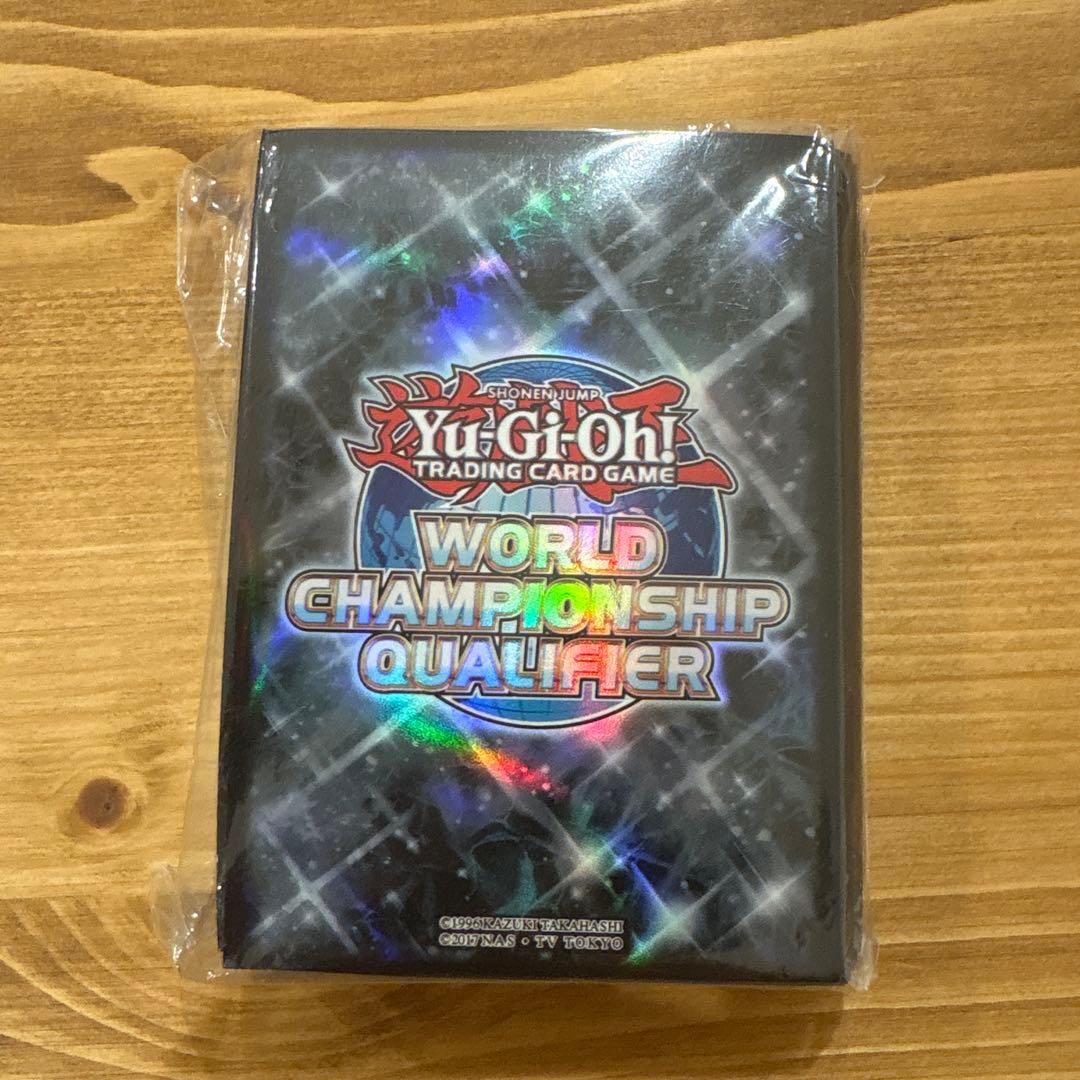 SHONEN JUMP
Yu-Gi-Oh!
TRADING CARD GAME
WORLD
CHAMPIONSHIP
QUALIFIER
©1996 KAZUKI TAKAHASHI
©2017 NAS • TV TOKYO